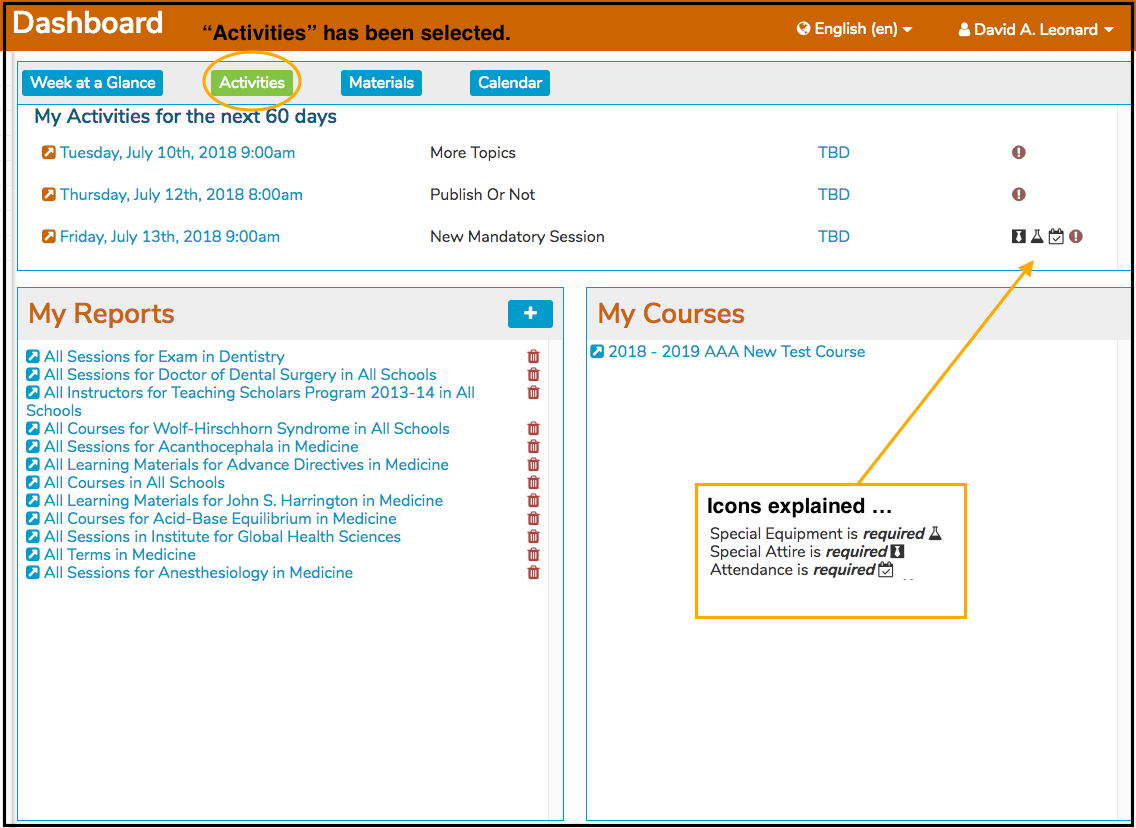 Dashboard
“Activities” has been selected.
English (en)
David A. Leonard
Week at a Glance
Activities
Materials
Calendar
My Activities for the next 60 days
Tuesday, July 10th, 2018 9:00am More Topics TBD
Thursday, July 12th, 2018 8:00am Publish Or Not TBD
Friday, July 13th, 2018 9:00am New Mandatory Session TBD
My Reports
All Sessions for Exam in Dentistry
All Sessions for Doctor of Dental Surgery in All Schools
All Instructors for Teaching Scholars Program 2013-14 in All
Schools
All Courses for Wolf-Hirschhorn Syndrome in All Schools
All Sessions for Acanthocephala in Medicine
All Learning Materials for Advance Directives in Medicine
All Courses in All Schools
All Learning Materials for John S. Harrington in Medicine
All Courses for Acid-Base Equilibrium in Medicine
All Sessions in Institute for Global Health Sciences
All Terms in Medicine
All Sessions for Anesthesiology in Medicine
My Courses
2018 - 2019 AAA New Test Course
Icons explained ...
Special Equipment is required
Special Attire is required
Attendance is required